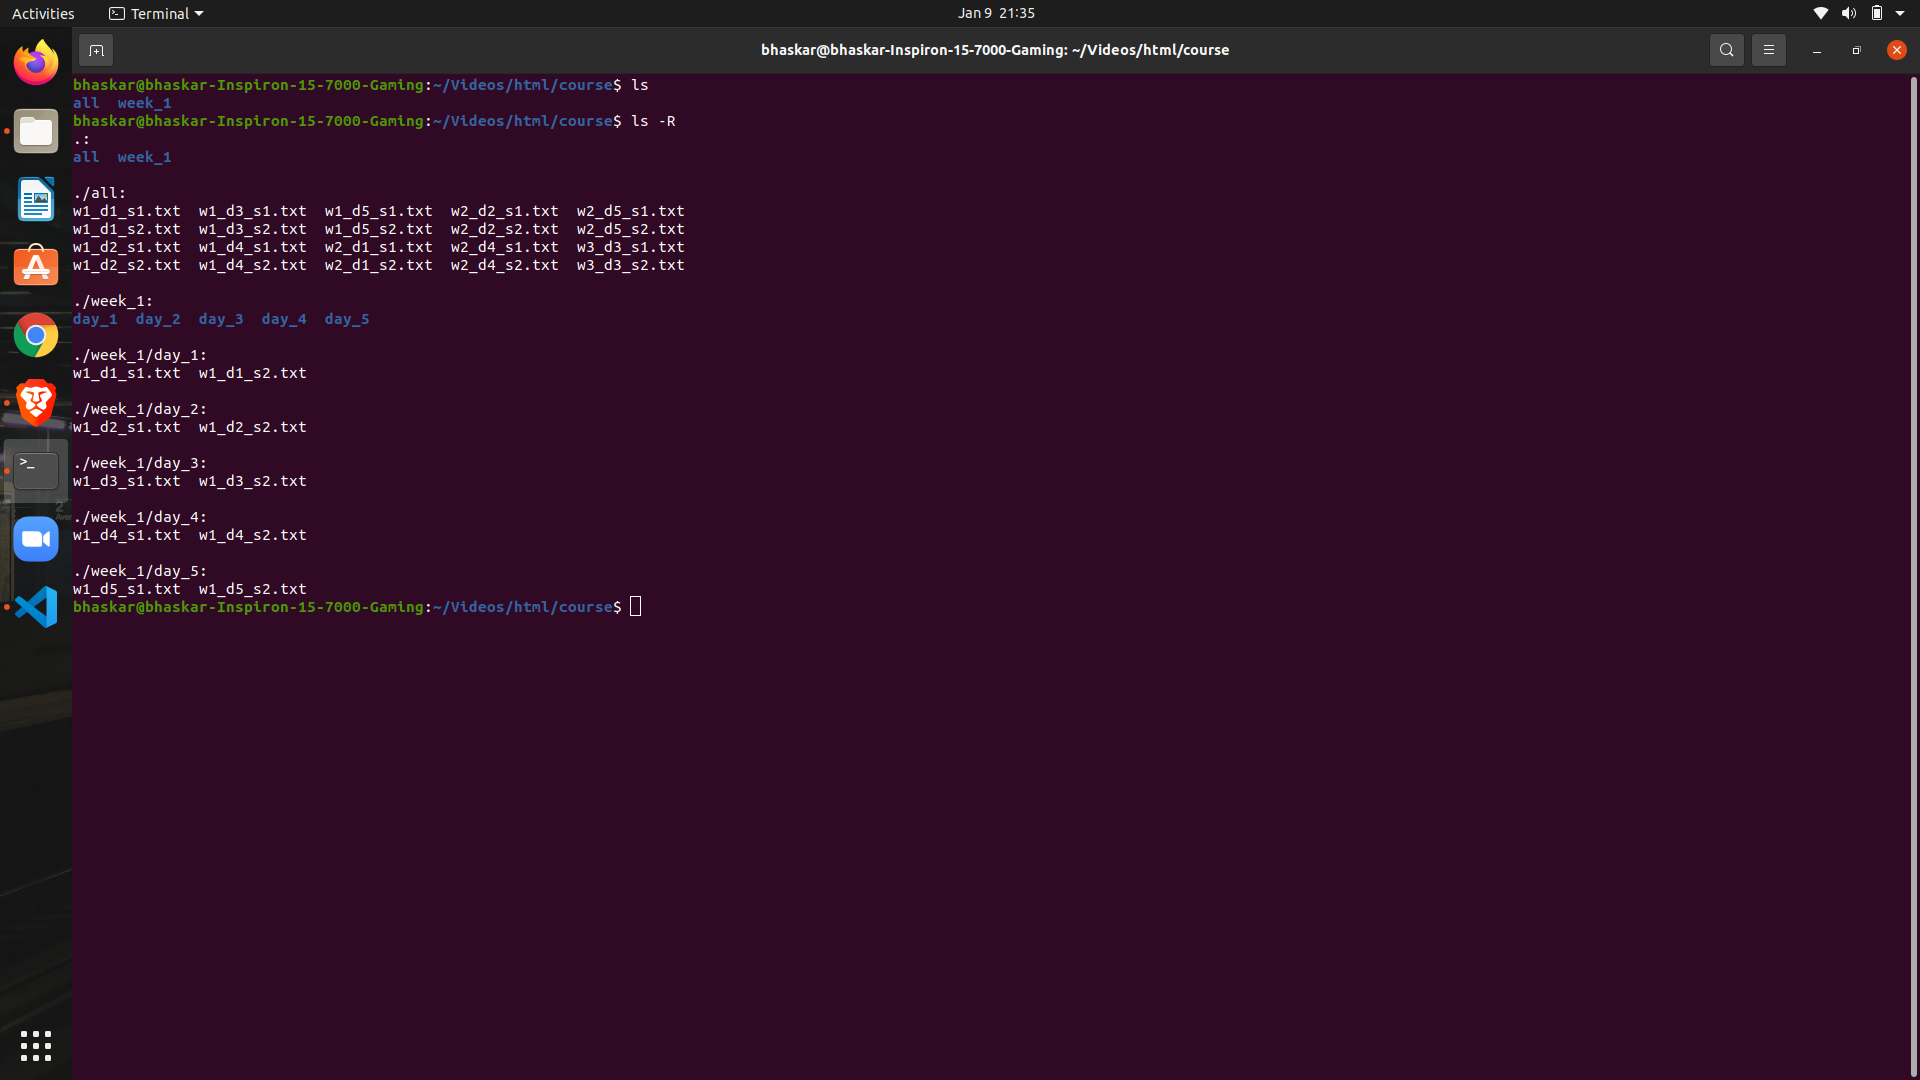 Activities Terminal Jan 9 21:35
bhaskar@bhaskar-Inspiron-15-7000-Gaming: ~/Videos/html/course
bhaskar@bhaskar-Inspiron-15-7000-Gaming:~/Videos/html/course$ ls
all week_1
bhaskar@bhaskar-Inspiron-15-7000-Gaming:~/Videos/html/course$ ls -R
.:
all week_1
./all:
w1_d1_s1.txt w1_d3_s1.txt w1_d5_s1.txt w2_d2_s1.txt w2_d5_s1.txt
w1_d1_s2.txt w1_d3_s2.txt w1_d5_s2.txt w2_d2_s2.txt w2_d5_s2.txt
w1_d2_s1.txt w1_d4_s1.txt w2_d1_s1.txt w2_d4_s1.txt w3_d3_s1.txt
w1_d2_s2.txt w1_d4_s2.txt w2_d1_s2.txt w2_d4_s2.txt w3_d3_s2.txt
./week_1:
day_1 day_2 day_3 day_4 day_5
./week_1/day_1:
w1_d1_s1.txt w1_d1_s2.txt
./week_1/day_2:
w1_d2_s1.txt w1_d2_s2.txt
./week_1/day_3:
w1_d3_s1.txt w1_d3_s2.txt
./week_1/day_4:
w1_d4_s1.txt w1_d4_s2.txt
./week_1/day_5:
w1_d5_s1.txt w1_d5_s2.txt
bhaskar@bhaskar-Inspiron-15-7000-Gaming:~/Videos/html/course$